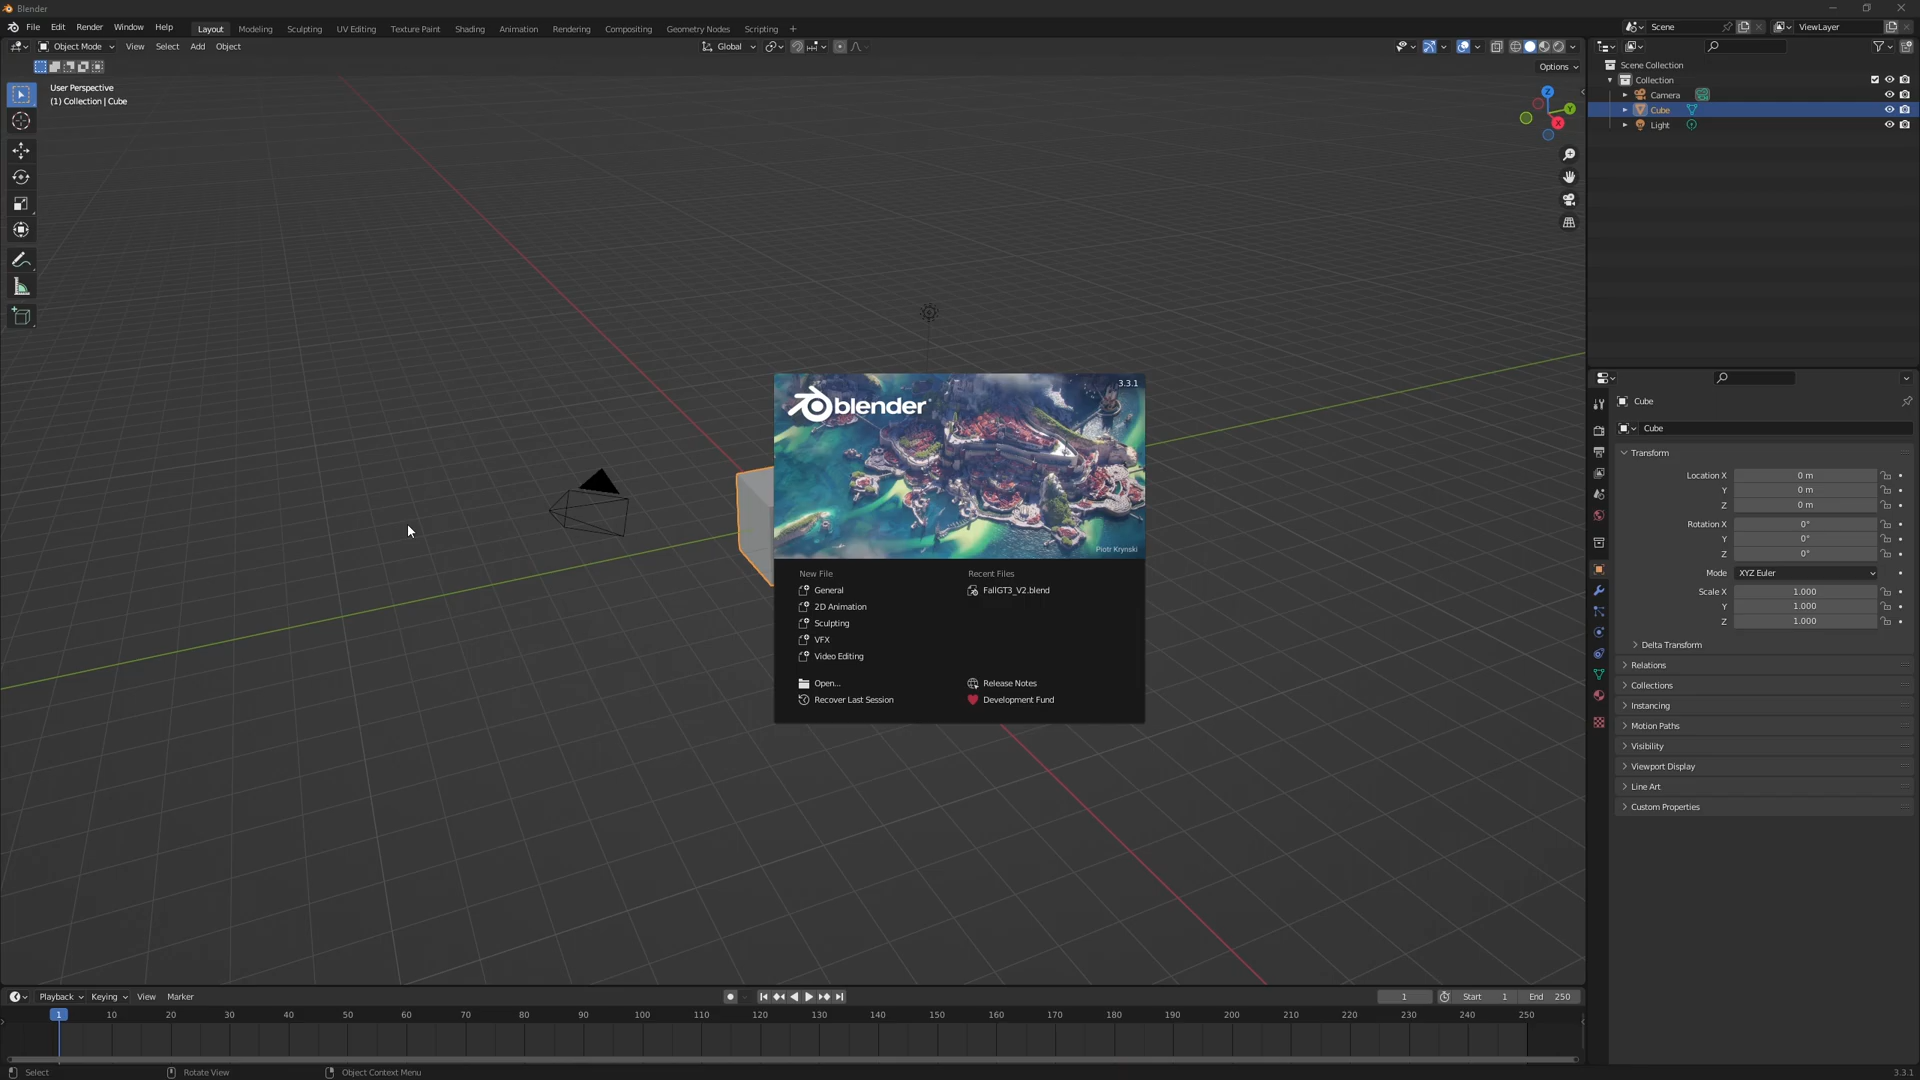 Blender
File Edit Render Window Help Layout Modeling Sculpting UV Editing Texture Paint Shading Animation Rendering Compositing Geometry Nodes Scripting + Scene ViewLayer
Object Mode View Select Add Object Global
Options
User Perspective
(1) Collection | Cube
Z
Y
X
Scene Collection
Collection
Camera
Cube
Light
3.3.1
blender
Piotr Krynski
New File
General
2D Animation
Sculpting
VFX
Video Editing
Open...
Recover Last Session
Recent Files
FallGT3_V2.blend
Release Notes
Development Fund
Cube
Cube
Transform
Location X 0 m
Y 0 m
Z 0 m
Rotation X 0°
Y 0°
Z 0°
Mode XYZ Euler
Scale X 1.000
Y 1.000
Z 1.000
Delta Transform
Relations
Collections
Instancing
Motion Paths
Visibility
Viewport Display
Line Art
Custom Properties
Playback Keying View Marker 1 Start 1 End 250
1 10 20 30 40 50 60 70 80 90 100 110 120 130 140 150 160 170 180 190 200 210 220 230 240 250
Select Rotate View Object Context Menu 3.3.1